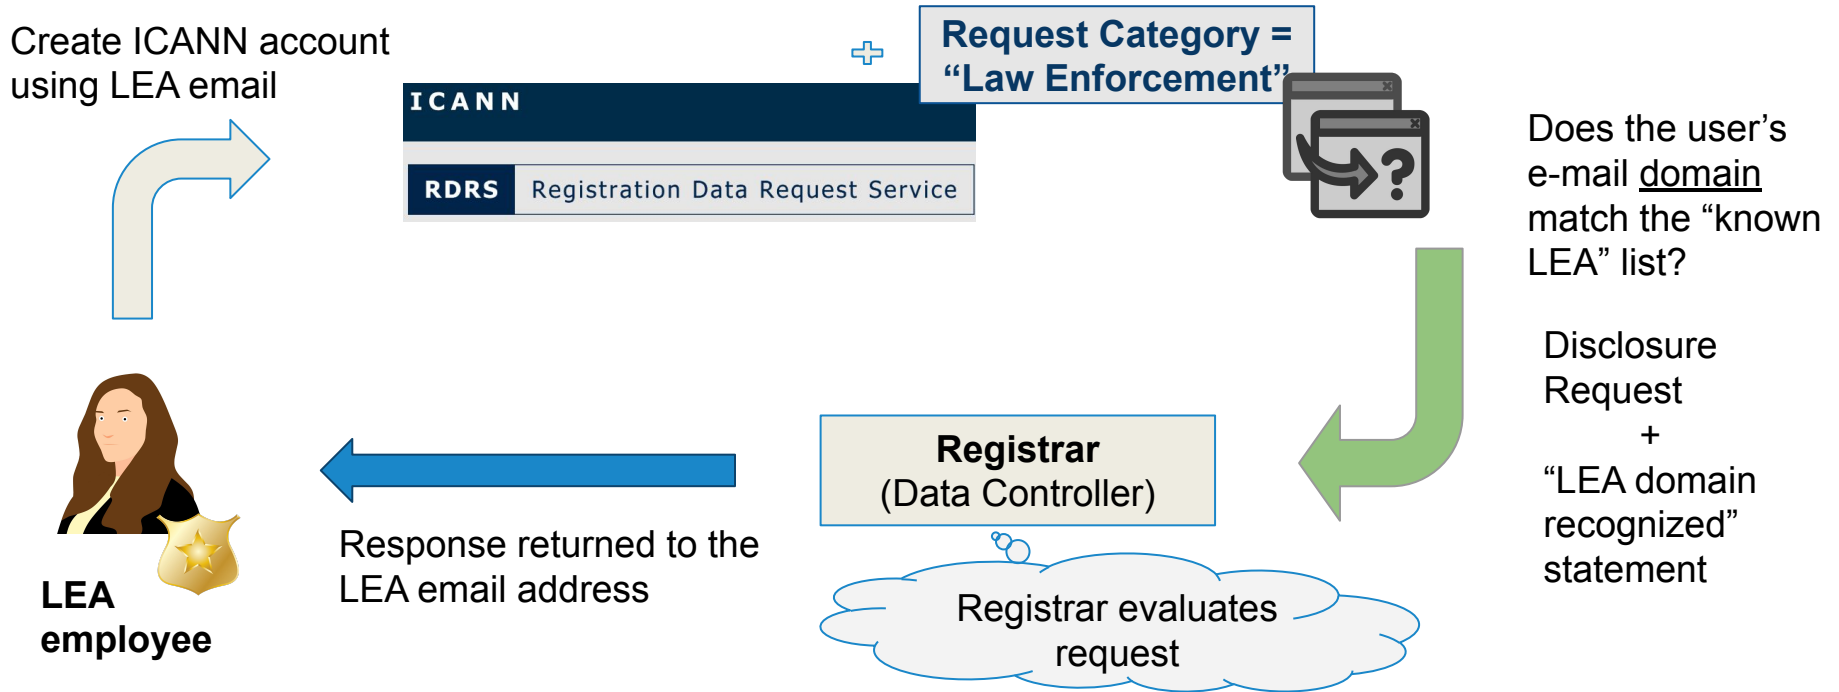 Create ICANN account
using LEA email
Request Category =
“Law Enforcement”
ICANN
RDRS Registration Data Request Service
?
Does the user’s
e-mail domain
match the “known
LEA” list?
Disclosure
Request
+
“LEA domain
recognized”
statement
Registrar
(Data Controller)
Registrar evaluates
request
Response returned to the
LEA email address
LEA
employee